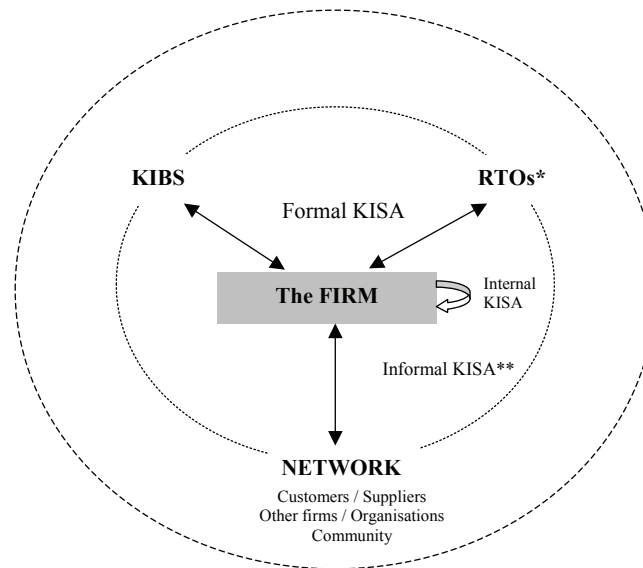 KIBS
RTOs*
Formal KISA
The FIRM
Internal
KISA
Informal KISA**
NETWORK
Customers / Suppliers
Other firms / Organisations
Community